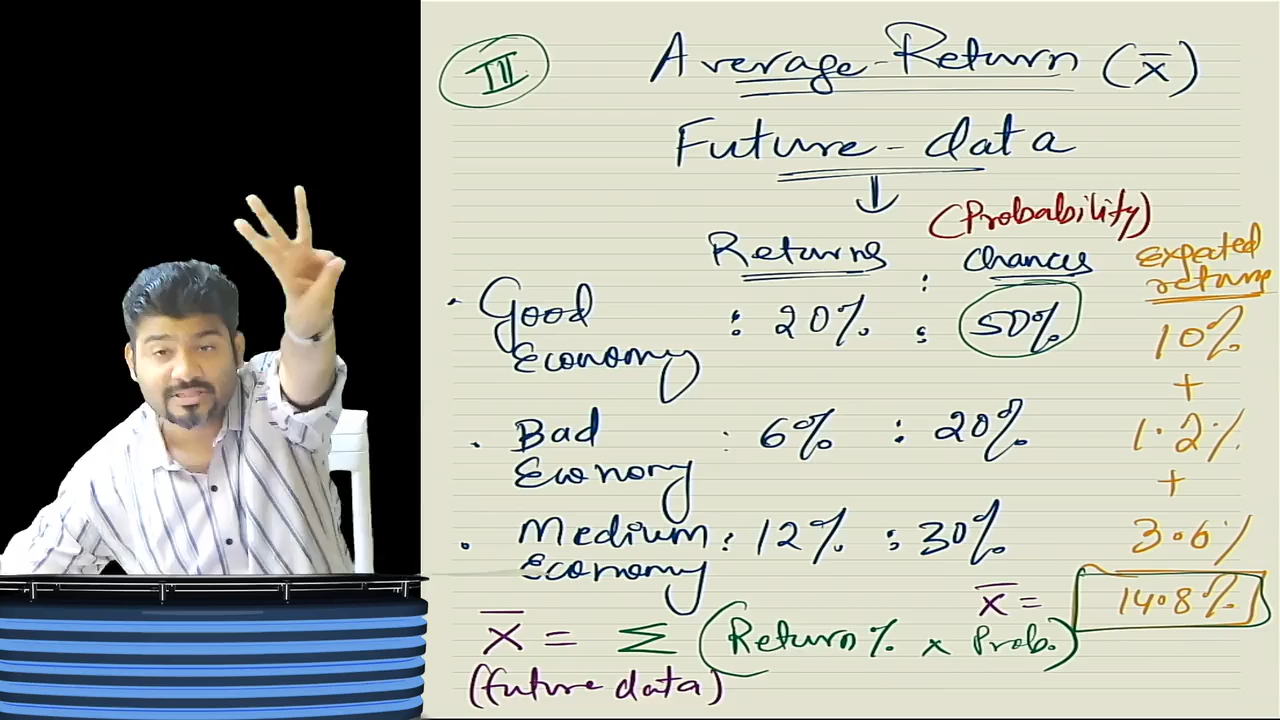 II
Average-Return (x̄)
Future-data
↓
(Probability)
Returns : chances
expected returns
Good Economy : 20% : 50%
10%
+
Bad Economy : 6% : 20%
1.2%
+
Medium Economy : 12% : 30%
3.6%
x̄ = 14.8%
x̄ = Σ (Return% x Prob.)
(future data)